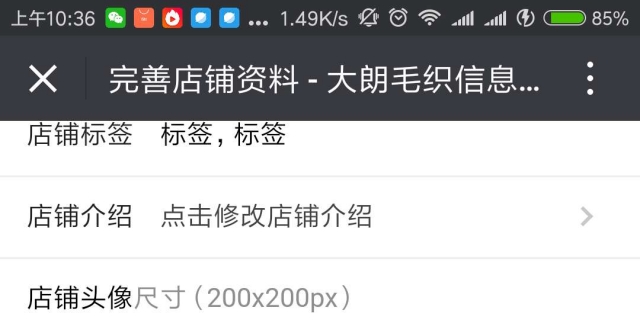 上午10:36 ... 1.49K/s 85%
完善店铺资料 - 大朗毛织信息...
店铺标签 标签, 标签
店铺介绍 点击修改店铺介绍
店铺头像尺寸(200x200px)